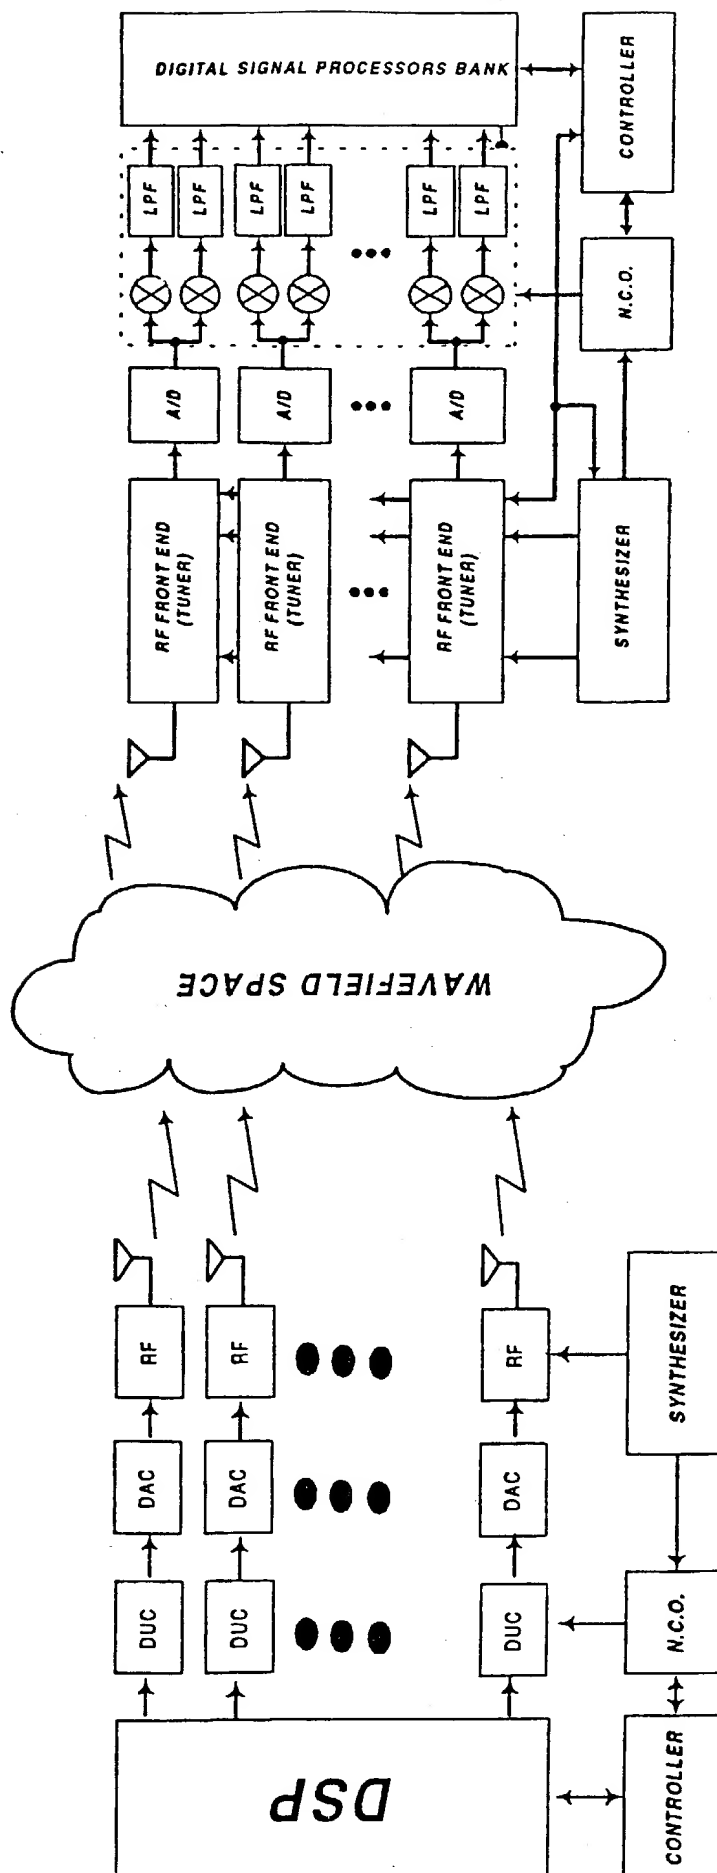 DSP
DUC
DAC
RF
DUC
DAC
RF
DUC
DAC
RF
CONTROLLER
N.C.O.
SYNTHESIZER
WAVEFIELD SPACE
RF FRONT END
(TUNER)
A/D
LPF
LPF
RF FRONT END
(TUNER)
A/D
LPF
LPF
RF FRONT END
(TUNER)
A/D
LPF
LPF
DIGITAL SIGNAL PROCESSORS BANK
SYNTHESIZER
N.C.O.
CONTROLLER